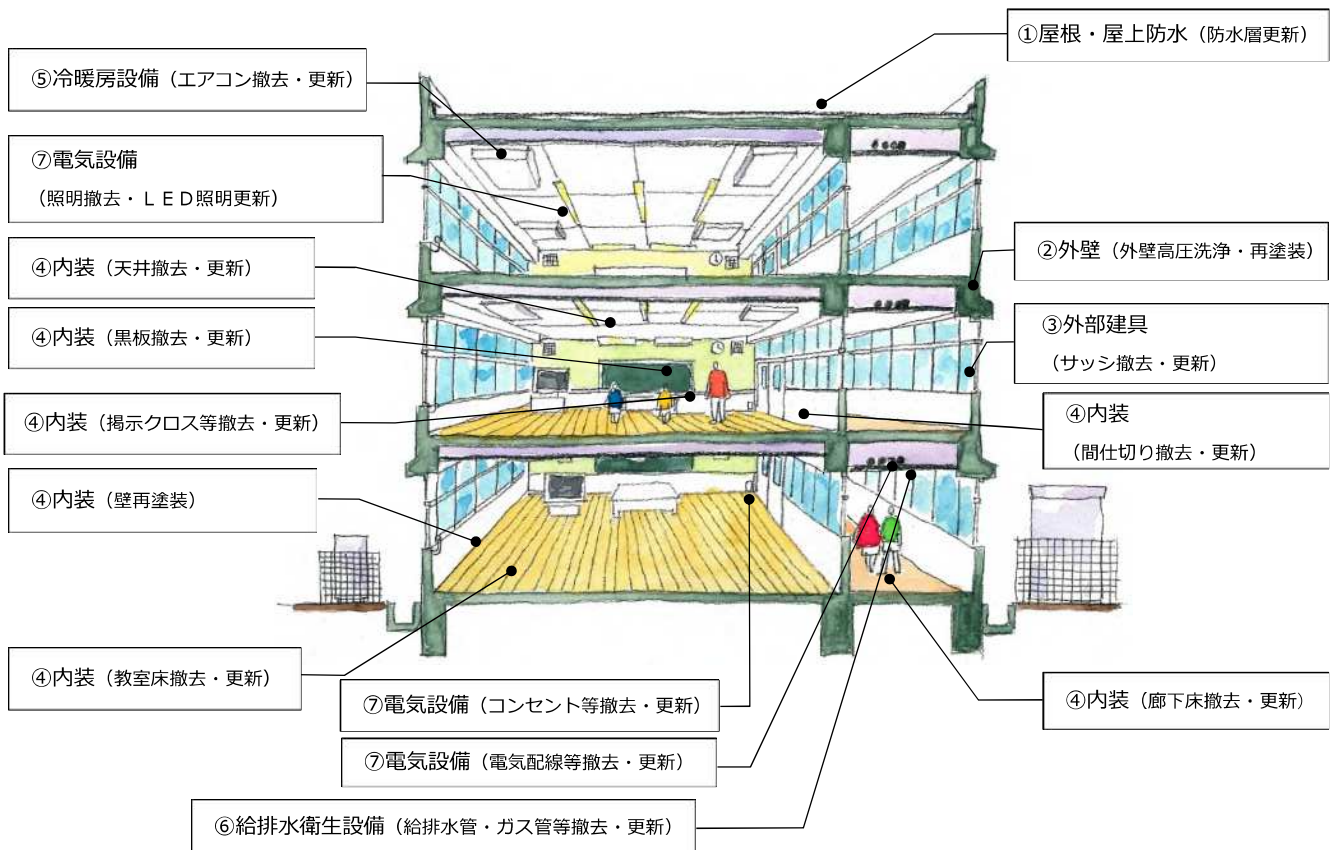 ①屋根・屋上防水（防水層更新）
⑤冷暖房設備（エアコン撤去・更新）
⑦電気設備
（照明撤去・ＬＥＤ照明更新）
④内装（天井撤去・更新）
②外壁（外壁高圧洗浄・再塗装）
④内装（黒板撤去・更新）
③外部建具
（サッシ撤去・更新）
④内装（掲示クロス等撤去・更新）
④内装
（間仕切り撤去・更新）
④内装（壁再塗装）
④内装（教室床撤去・更新）
⑦電気設備（コンセント等撤去・更新）
④内装（廊下床撤去・更新）
⑦電気設備（電気配線等撤去・更新）
⑥給排水衛生設備（給排水管・ガス管等撤去・更新）